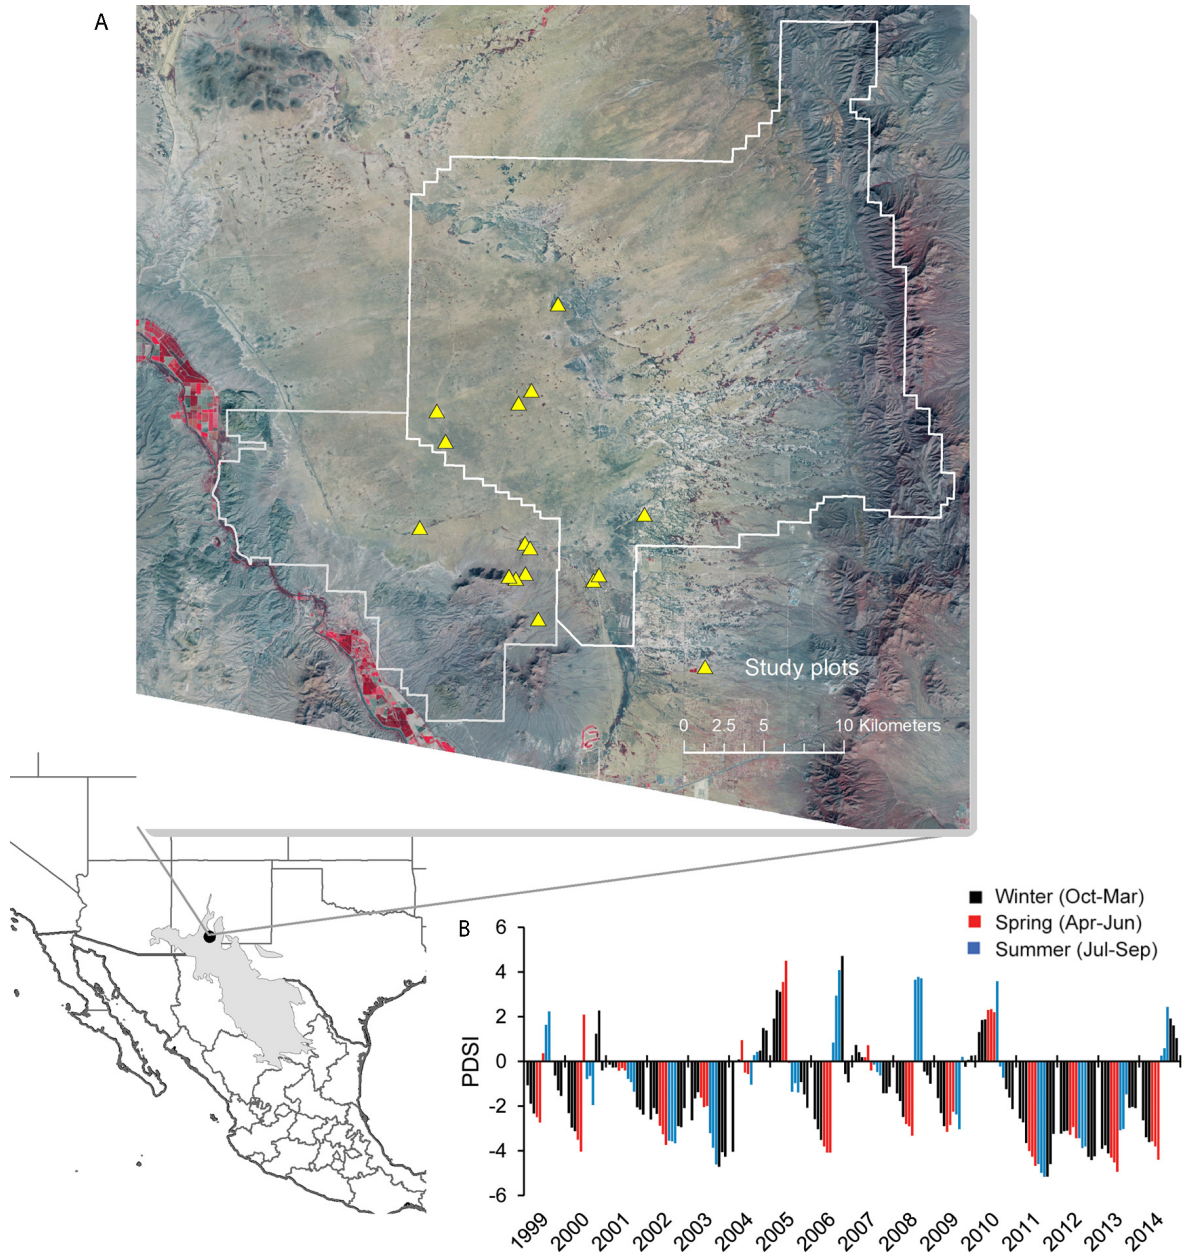 A
Study plots
0 2.5 5 10 Kilometers
B
Winter (Oct-Mar)
Spring (Apr-Jun)
Summer (Jul-Sep)
PDSI
6
4
2
0
-2
-4
-6
1999 2000 2001 2002 2003 2004 2005 2006 2007 2008 2009 2010 2011 2012 2013 2014